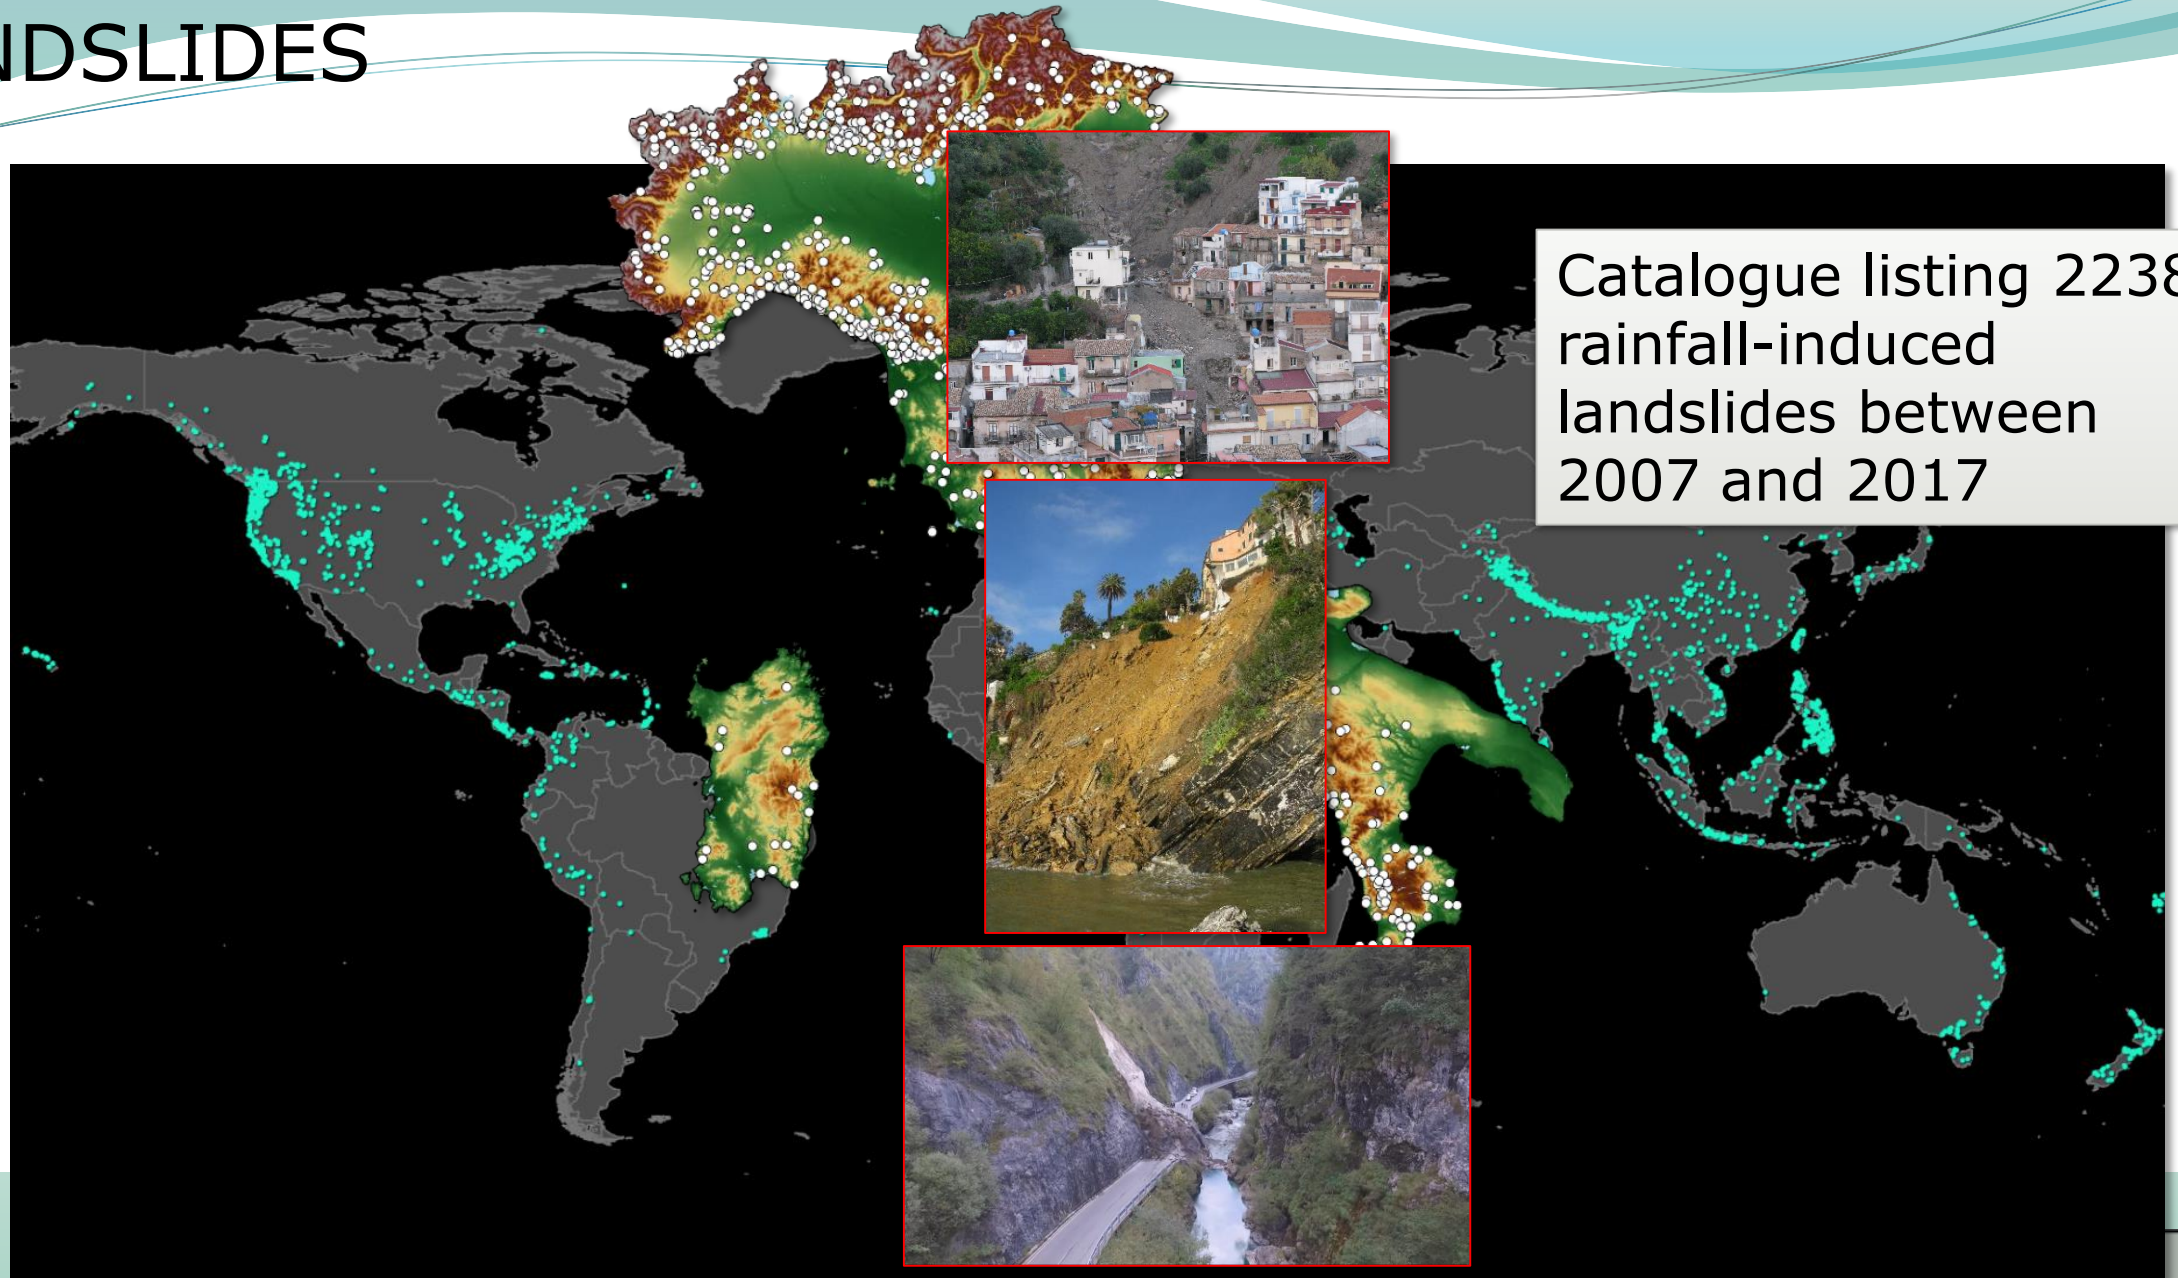 NDSLIDES
Catalogue listing 2238
rainfall-induced
landslides between
2007 and 2017